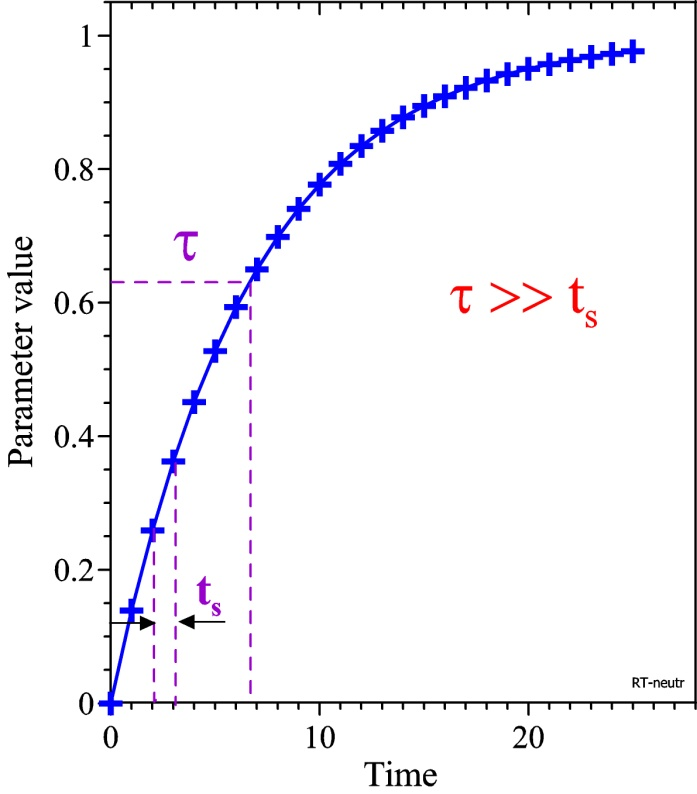 1
0.8
τ
0.6
τ >> ts
Parameter value
0.4
0.2
ts
RT-neutr
0
0
10
20
Time